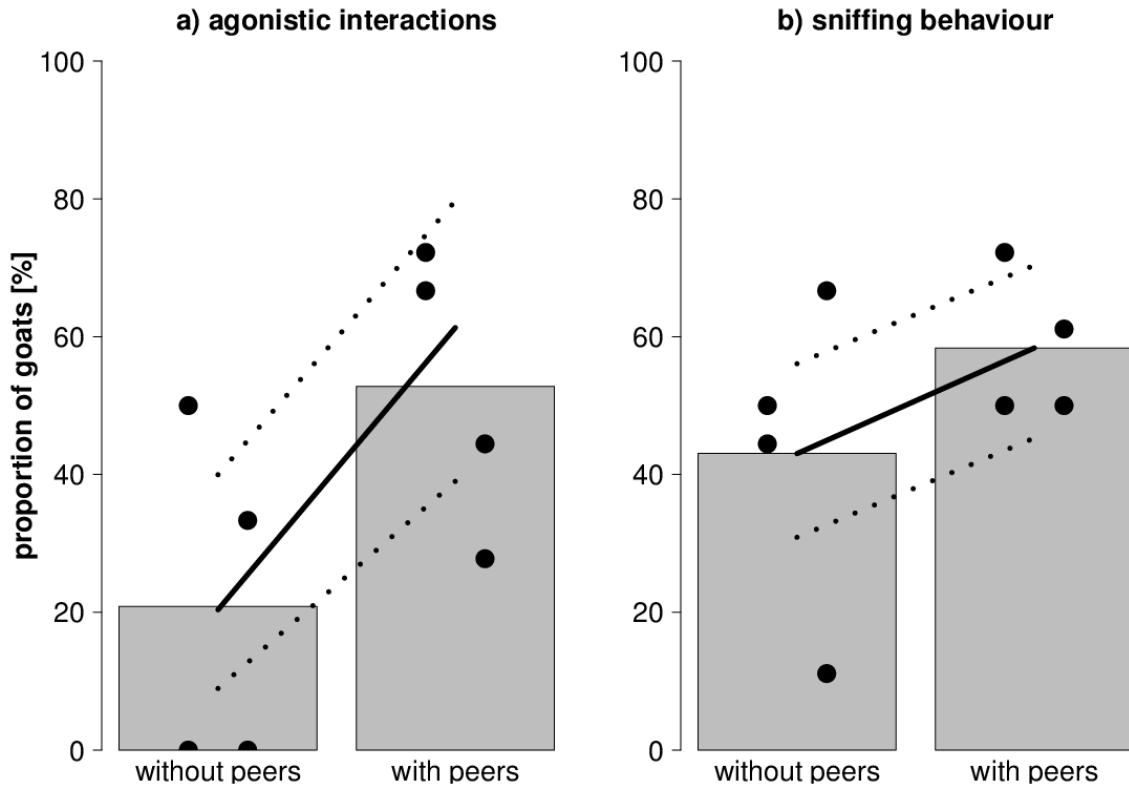 a) agonistic interactions
b) sniffing behaviour
proportion of goats [%]
100
80
60
40
20
0
without peers
with peers
100
80
60
40
20
0
without peers
with peers